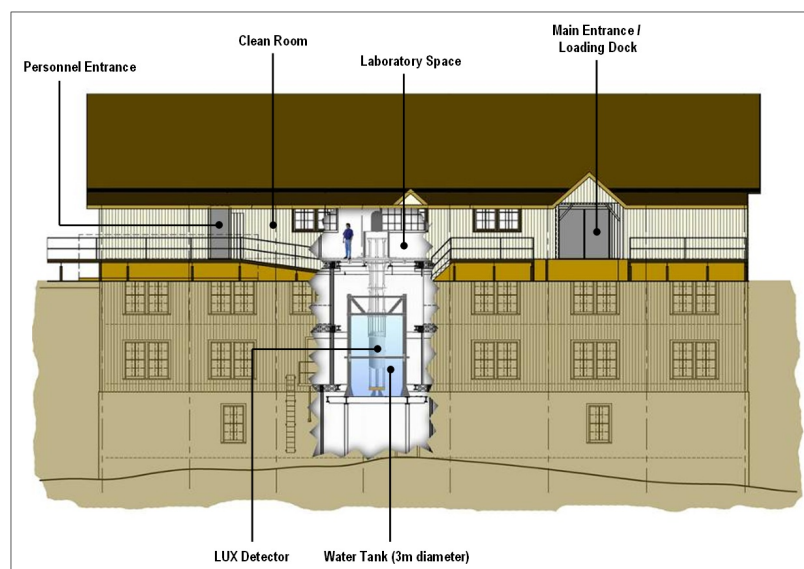 Main Entrance /
Loading Dock
Clean Room
Laboratory Space
Personnel Entrance
LUX Detector
Water Tank (3m diameter)